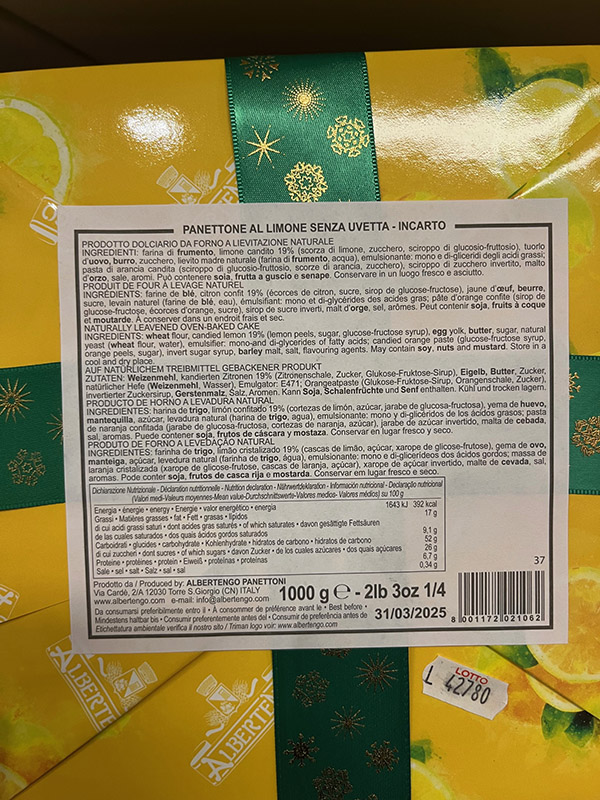 ALBERTENGO
PANETTONE AL LIMONE SENZA UVETTA - INCARTO
PRODOTTO DOLCIARIO DA FORNO A LIEVITAZIONE NATURALE
INGREDIENTI: farina di frumento, limone candito 19% (scorza di limone, zucchero, sciroppo di glucosio-fruttosio), tuorlo
d'uovo, burro, zucchero, lievito madre naturale (farina di frumento, acqua), emulsionante: mono e di-gliceridi degli acidi grassi;
pasta di arancia candita (sciroppo di glucosio-fruttosio, scorze di arancia, zucchero), sciroppo di zucchero invertito, malto
d'orzo, sale, aromi. Può contenere soia, frutta a guscio e senape. Conservare in un luogo fresco e asciutto.
PRODUIT DE FOUR À LEVAGE NATUREL
INGRÉDIENTS: farine de blé, citron confit 19% (écorces de citron, sucre, sirop de glucose-fructose), jaune d'œuf, beurre,
sucre, levain naturel (farine de blé, eau), émulsifiant: mono et di-glycérides des acides gras; pâte d'orange confite (sirop de
glucose-fructose, écorces d'orange, sucre), sirop de sucre inverti, malt d'orge, sel, arômes. Peut contenir soja, fruits à coque
et moutarde. À conserver dans un endroit frais et sec.
NATURALLY LEAVENED OVEN-BAKED CAKE
INGREDIENTS: wheat flour, candied lemon 19% (lemon peels, sugar, glucose-fructose syrup), egg yolk, butter, sugar, natural
yeast (wheat flour, water), emulsifier: mono-and di-glycerides of fatty acids; candied orange paste (glucose-fructose syrup,
orange peels, sugar), invert sugar syrup, barley malt, salt, flavouring agents. May contain soy, nuts and mustard. Store in a
cool and dry place.
AUF NATÜRLICHEM TREIBMITTEL GEBACKENER PRODUKT
ZUTATEN: Weizenmehl, kandierten Zitronen 19% (Zitronenschale, Zucker, Glukose-Fruktose-Sirup), Eigelb, Butter, Zucker,
natürlicher Hefe (Weizenmehl, Wasser), Emulgator: E471; Orangeatpaste (Glukose-Fruktose-Sirup, Orangenschale, Zucker),
invertierter Zuckersirup, Gerstenmalz, Salz, Aromen. Kann Soja, Schalenfrüchte und Senf enthalten. Kühl und trocken lagern.
PRODUCTO DE HORNO A LEVADURA NATURAL
INGREDIENTES: harina de trigo, limón confitado 19% (cortezas de limón, azúcar, jarabe de glucosa-fructosa), yema de huevo,
mantequilla, azúcar, levadura natural (harina de trigo, agua), emulsionante: mono y di-glicéridos de los ácidos grasos; pasta
de naranja confitada (jarabe de glucosa-fructosa, cortezas de naranja, azúcar), jarabe de azúcar invertido, malta de cebada,
sal, aromas. Puede contener soja, frutos de cáscara y mostaza. Conservar en lugar fresco y seco.
PRODUTO DE FORNO A LEVEDAÇÃO NATURAL
INGREDIENTES: farinha de trigo, limão cristalizado 19% (cascas de limão, açúcar, xarope de glicose-frutose), gema de ovo,
manteiga, açúcar, levedura natural (farinha de trigo, água), emulsionante: mono e di-glicerídeos dos ácidos gordos; massa de
laranja cristalizada (xarope de glicose-frutose, cascas de laranja, açúcar), xarope de açúcar invertido, malte de cevada, sal,
aromas. Pode conter soja, frutos de casca rija e mostarda. Conservar em lugar fresco e seco.
Dichiarazione Nutrizionale - Déclaration nutritionnelle - Nutrition declaration - Nährwertdeklaration - Información nutricional - Declaração nutricional
(Valori medi-Valeurs moyennes-Mean value-Durchschnittswerte-Valores medios- Valores médios) su 100 g
Energia • énergie • energy • Energie • valor energético • energia 1643 kJ 392 kcal
Grassi • Matières grasses • fat • Fett • grasas • lípidos 17 g
di cui acidi grassi saturi • dont acides gras saturés • of which saturates • davon gesättigte Fettsäuren
de las cuales saturados • dos quais ácidos gordos saturados 9,1 g
Carboidrati • glucides • carbohydrate • Kohlenhydrate • hidratos de carbono • hidratos de carbono 52 g
di cui zuccheri • dont sucres • of which sugars • davon Zucker • de los cuales azúcares • dos quais açúcares 26 g
Proteine • protéines • protein • Eiweiß • proteínas • proteínas 6,7 g
Sale • sel • salt • Salz • sal • sal 0,34 g
37
Prodotto da / Produced by: ALBERTENGO PANETTONI
Via Cardé, 2/A 12030 Torre S.Giorgio (CN) ITALY
www.albertengo.com e-mail: info@albertengo.com
1000 g e - 2lb 3oz 1/4
Da consumarsi preferibilmente entro il • À consommer de préférence avant le • Best before •
Mindestens haltbar bis • Consumir preferentemente antes del • Consumir de preferência antes de 31/03/2025
Etichettatura ambientale verifica il nostro sito / Triman logo voir: www.albertengo.com
8 001172 021062
ALBERTE
ALBERTEN
LOTTO
L 42780